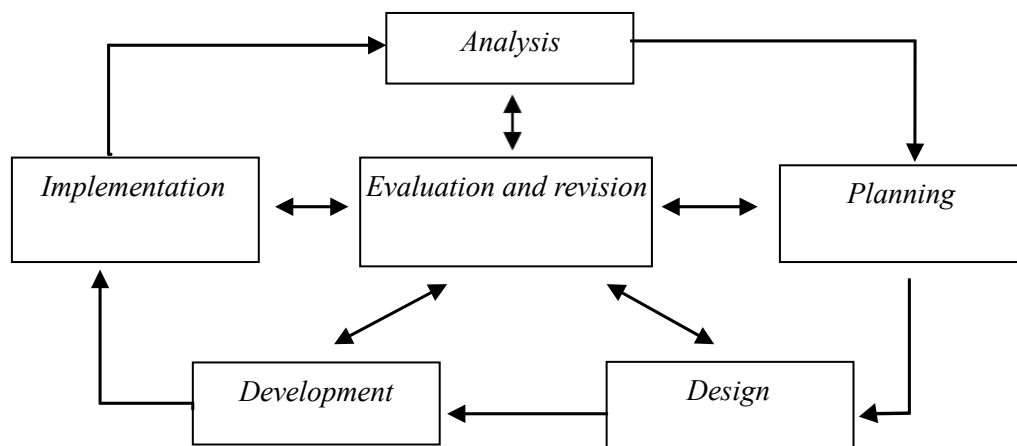 Analysis
Implementation
Evaluation and revision
Planning
Development
Design